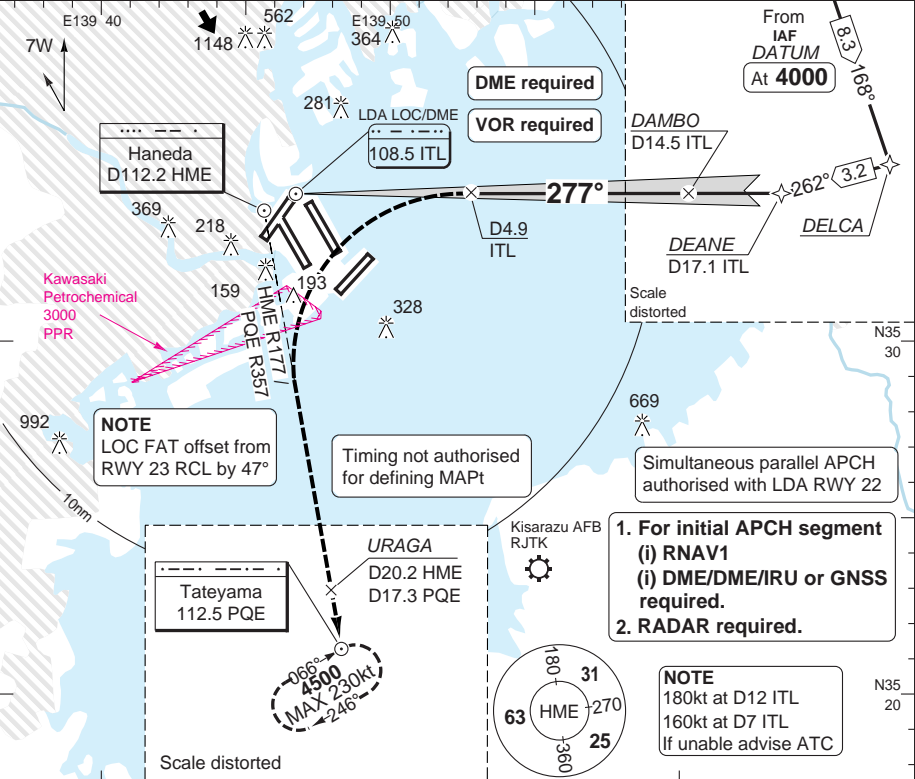 E139 40
562
E139 50
364
1148
7W
From
IAF
DATUM
At 4000
8.3
168°
DME required
VOR required
281
LDA LOC/DME
108.5 ITL
DAMBO
D14.5 ITL
Haneda
D112.2 HME
277°
262°
3.2
369
218
D4.9
ITL
DEANE
D17.1 ITL
DELCA
159
193
328
Kawasaki
Petrochemical
3000
PPR
HME R177
PQE R357
Scale
distorted
N35
30
992
669
NOTE
LOC FAT offset from
RWY 23 RCL by 47°
Timing not authorised
for defining MAPt
Simultaneous parallel APCH
authorised with LDA RWY 22
10nm
Kisarazu AFB
RJTK
1. For initial APCH segment
(i) RNAV1
(i) DME/DME/IRU or GNSS
required.
2. RADAR required.
URAGA
D20.2 HME
D17.3 PQE
Tateyama
112.5 PQE
066°
4500
MAX 230kt
246°
180
31
63
HME
270
25
360
NOTE
180kt at D12 ITL
160kt at D7 ITL
If unable advise ATC
N35
20
Scale distorted